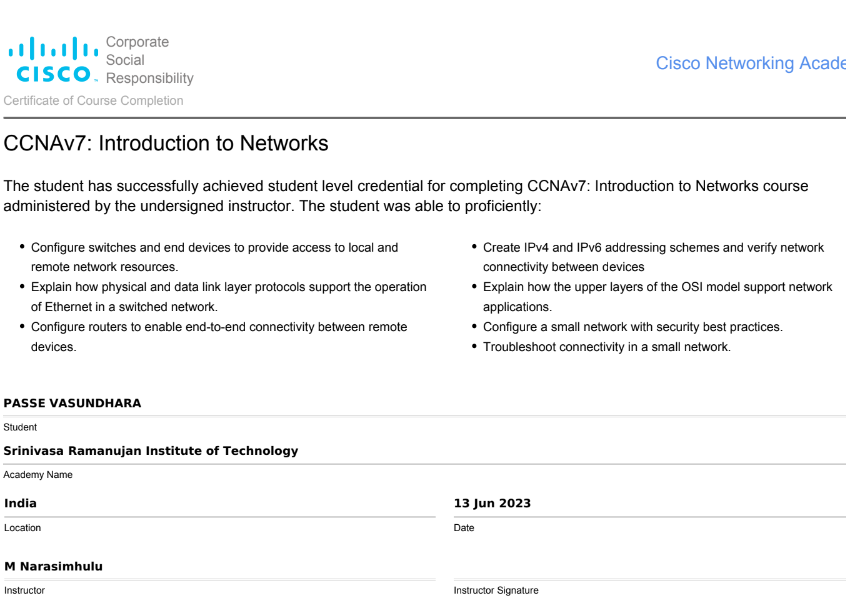 Corporate
Social
Responsibility
CISCO
Cisco Networking Acade
Certificate of Course Completion
CCNAv7: Introduction to Networks
The student has successfully achieved student level credential for completing CCNAv7: Introduction to Networks course
administered by the undersigned instructor. The student was able to proficiently:
• Configure switches and end devices to provide access to local and
remote network resources.
• Explain how physical and data link layer protocols support the operation
of Ethernet in a switched network.
• Configure routers to enable end-to-end connectivity between remote
devices.
• Create IPv4 and IPv6 addressing schemes and verify network
connectivity between devices
• Explain how the upper layers of the OSI model support network
applications.
• Configure a small network with security best practices.
• Troubleshoot connectivity in a small network.
PASSE VASUNDHARA
Student
Srinivasa Ramanujan Institute of Technology
Academy Name
India
Location
13 Jun 2023
Date
M Narasimhulu
Instructor
Instructor Signature